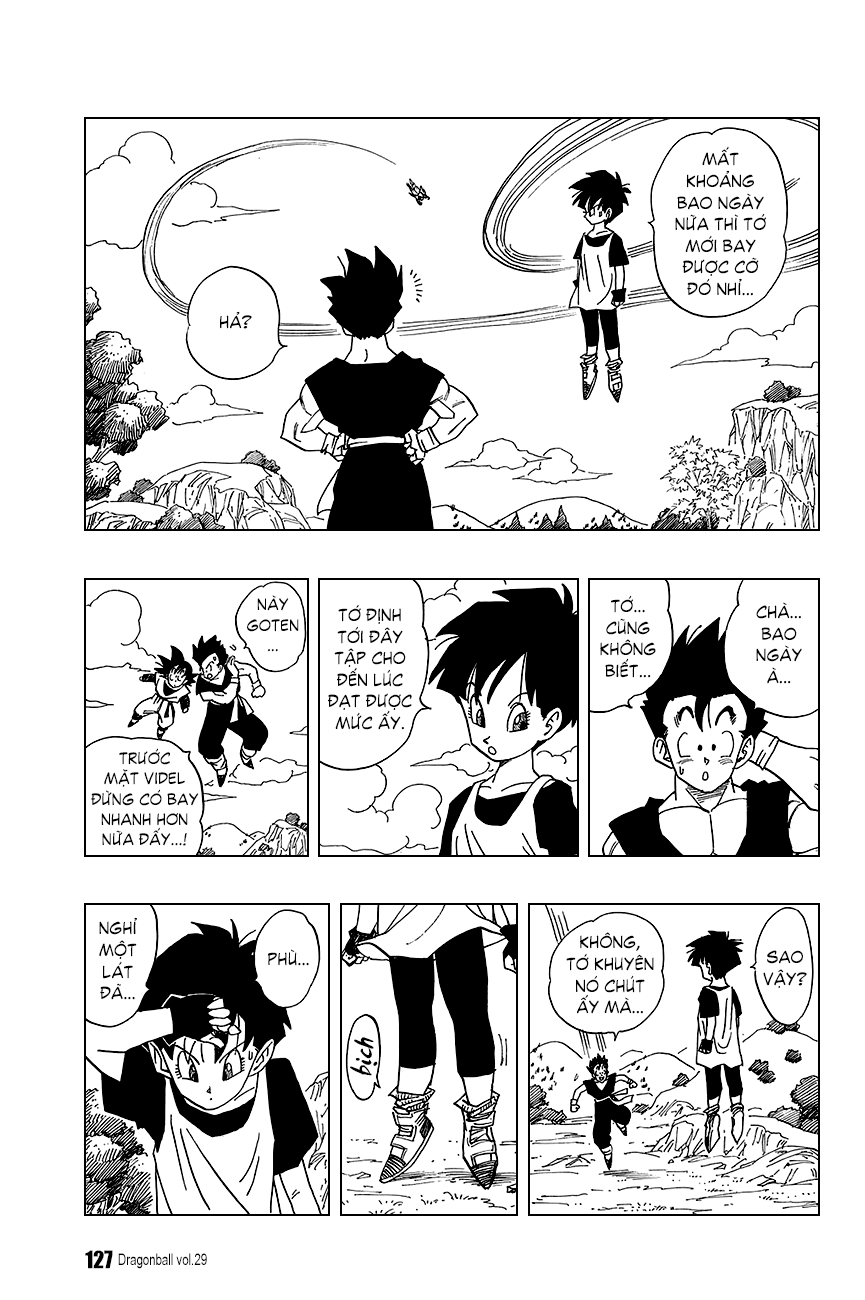 MẤT
KHOẢNG
BAO NGÀY
NỮA THÌ TỚ
MỚI BAY
ĐƯỢC CỠ
ĐÓ NHỈ...
HẢ?
CHÀ...
BAO
NGÀY
À...
TỚ...
CŨNG
KHÔNG
BIẾT...
TỚ ĐỊNH
TỚI ĐÂY
TẬP CHO
ĐẾN LÚC
ĐẠT ĐƯỢC
MỨC ẤY.
NÀY
GOTEN
...
TRƯỚC
MẶT VIDEL
ĐỪNG CÓ BAY
NHANH HƠN
NỮA ĐẤY...!
SAO
VẬY?
KHÔNG,
TỚ KHUYÊN
NÓ CHÚT
ẤY MÀ...
bịch
PHÙ...
NGHỈ
MỘT
LÁT
ĐÃ...
127 Dragonball vol.29